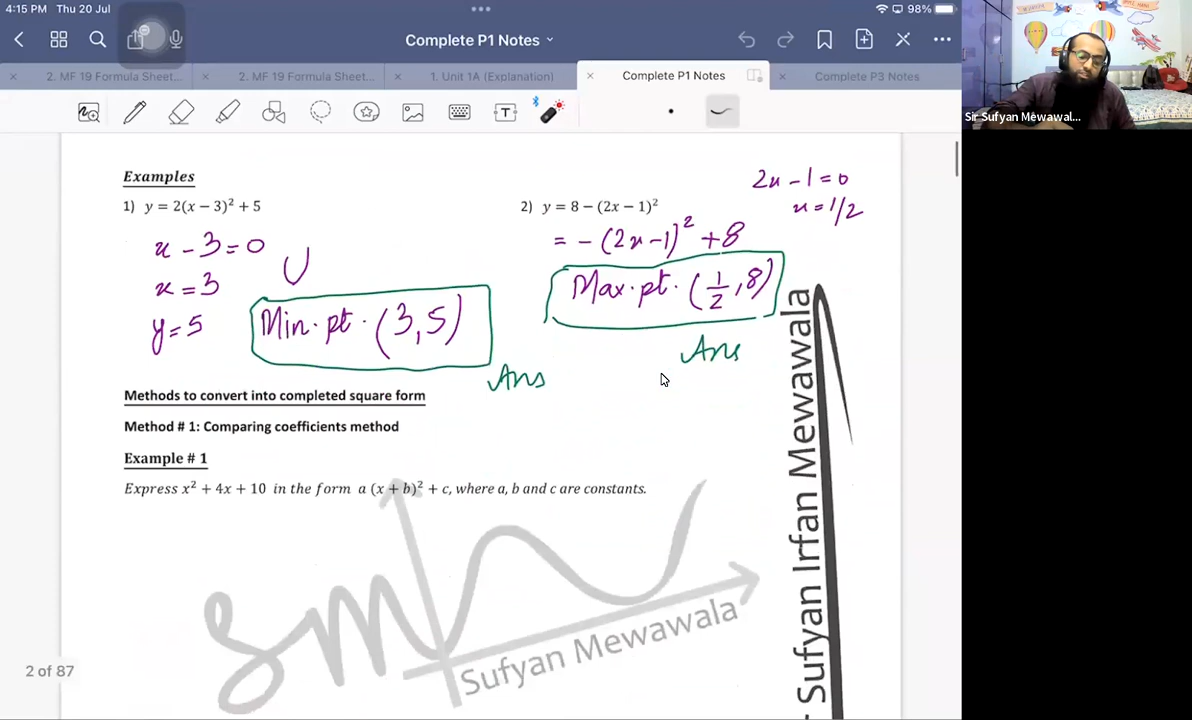 4:15 PM Thu 20 Jul
98%
Complete P1 Notes
2. MF 19 Formula Sheet...
2. MF 19 Formula Sheet...
1. Unit 1A (Explanation)
Complete P1 Notes
Complete P3 Notes
Sir Sufyan Mewawal...
Examples
1) y = 2(x − 3)² + 5
x - 3 = 0
x = 3
y = 5
Min. pt. (3,5)
Ans
2) y = 8 − (2x − 1)²
2x - 1 = 0
x = 1/2
= - (2x - 1)² + 8
Max. pt. (1/2, 8)
Ans
Methods to convert into completed square form
Method # 1: Comparing coefficients method
Example # 1
Express x² + 4x + 10 in the form a (x + b)² + c, where a, b and c are constants.
sm
Sufyan Mewawala
Sufyan Irfan Mewawala
2 of 87